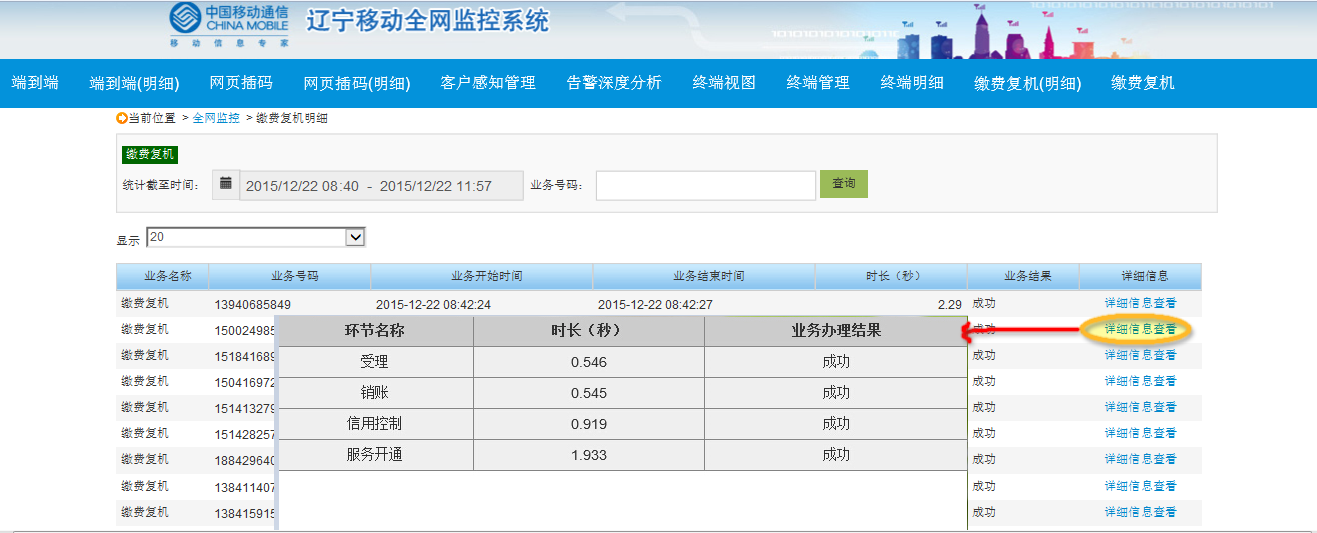 中国移动通信
CHINA MOBILE
移 动 信 息 专 家
辽宁移动全网监控系统
端到端 端到端(明细) 网页插码 网页插码(明细) 客户感知管理 告警深度分析 终端视图 终端管理 终端明细 缴费复机(明细) 缴费复机
当前位置 > 全网监控 > 缴费复机明细
缴费复机
统计截至时间: 2015/12/22 08:40 - 2015/12/22 11:57 业务号码: 查询
显示 20
业务名称 业务号码 业务开始时间 业务结束时间 时长（秒） 业务结果 详细信息
缴费复机 13940685849 2015-12-22 08:42:24 2015-12-22 08:42:27 2.29 成功 详细信息查看
缴费复机 150024985 成功 详细信息查看
缴费复机 151841689 成功 详细信息查看
缴费复机 150416972 成功 详细信息查看
缴费复机 151413279 成功 详细信息查看
缴费复机 151428257 成功 详细信息查看
缴费复机 188429640 成功 详细信息查看
缴费复机 138411407 成功 详细信息查看
缴费复机 138415915 成功 详细信息查看
环节名称 时长（秒） 业务办理结果
受理 0.546 成功
销账 0.545 成功
信用控制 0.919 成功
服务开通 1.933 成功